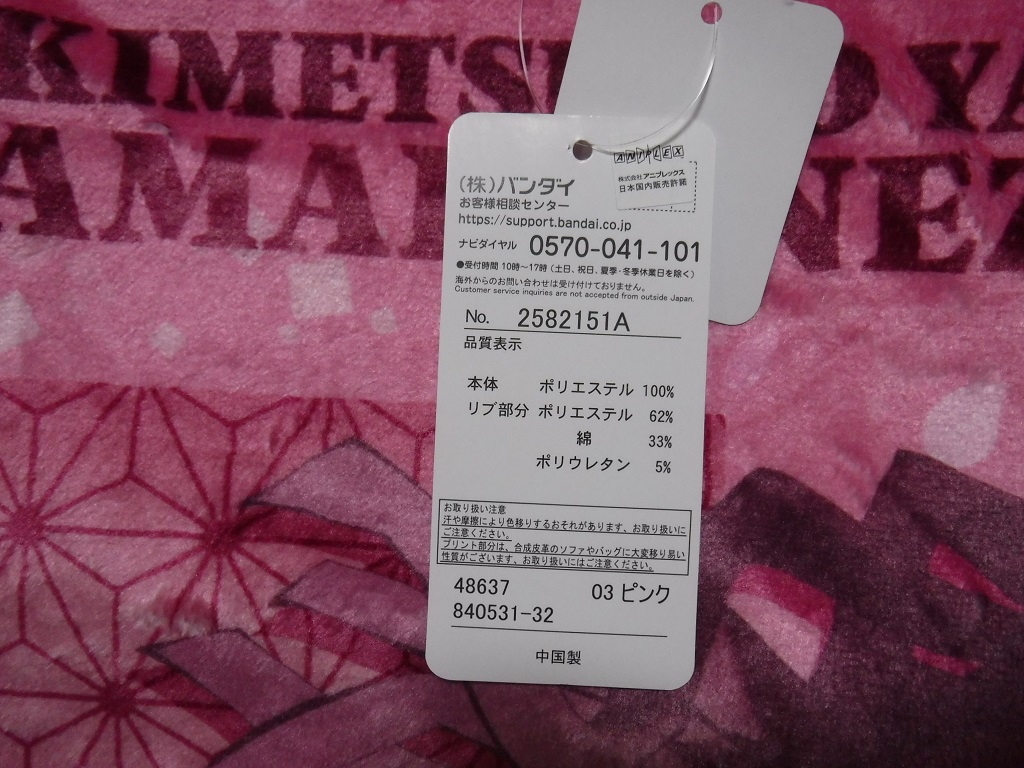 KIMETSU
O YA
AMA
NE
ANIPLEX
株式会社アニプレックス
日本国内販売許諾
(株)バンダイ
お客様相談センター
https://support.bandai.co.jp
ナビダイヤル 0570-041-101
●受付時間 10時〜17時(土日、祝日、夏季・冬季休業日を除く)
海外からのお問い合わせは受け付けておりません。
Customer service inquiries are not accepted from outside Japan.
No. 2582151A
品質表示
本体 ポリエステル 100%
リブ部分 ポリエステル 62%
綿 33%
ポリウレタン 5%
お取り扱い注意
汗や摩擦により色移りするおそれがあります、お取り扱いに
ご注意ください。
プリント部分は、合成皮革のソファやバッグに大変移り易い
性質がございます、お取り扱いにはご注意ください。
48637 03 ピンク
840531-32
中国製